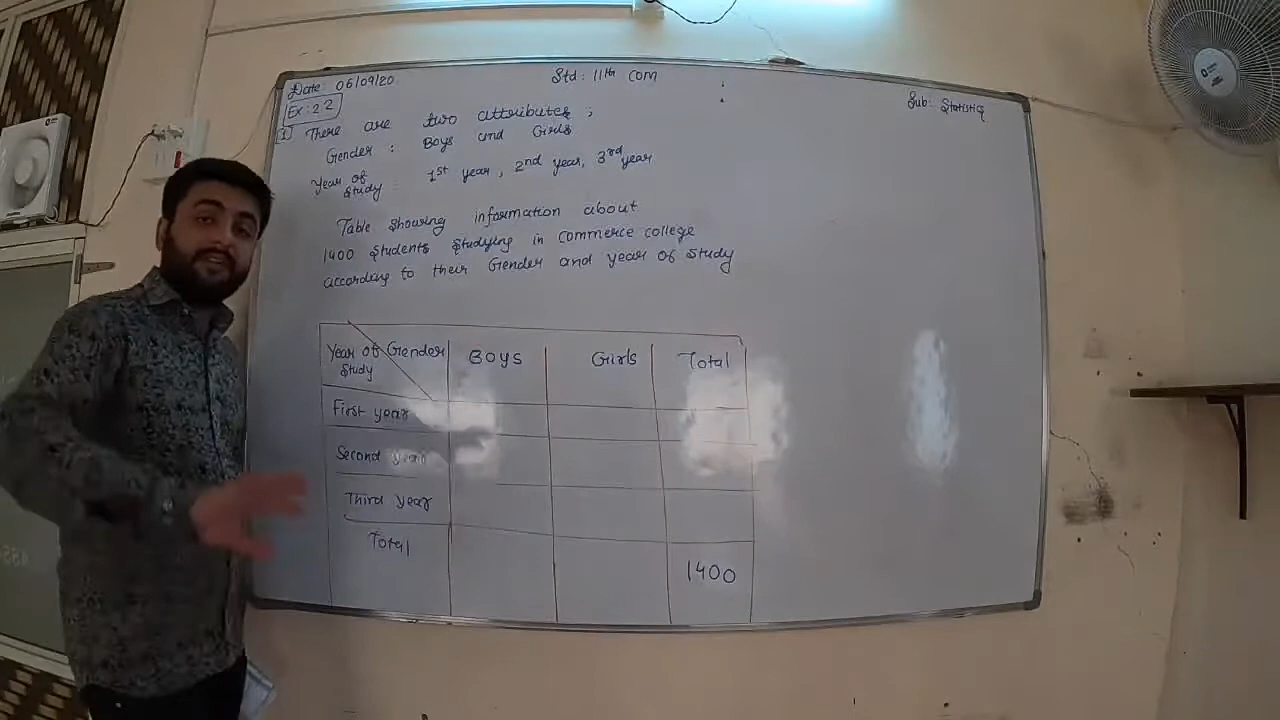 Date: 06/09/20
Std: 11th com
Sub: Statistics
Ex: 2.2
1 There are two attributes ;
Gender : Boys and Girls
Year of Study : 1st year, 2nd year, 3rd year
Table showing information about
1400 students studying in commerce college
according to their Gender and year of study
Year of Study Gender Boys Girls Total
First year
Second year
Third year
Total 1400